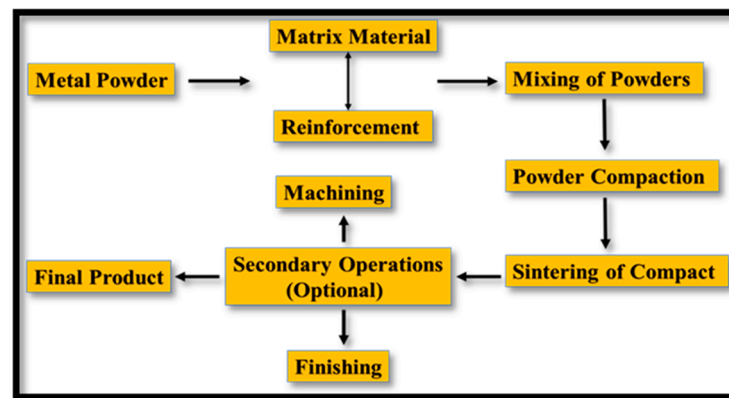 Matrix Material
Metal Powder
Mixing of Powders
Reinforcement
Powder Compaction
Machining
Secondary Operations
(Optional)
Final Product
Sintering of Compact
Finishing